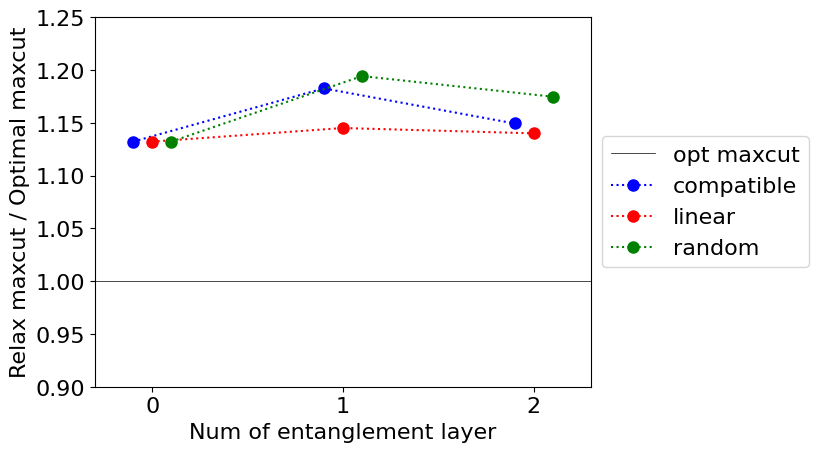 Relax maxcut / Optimal maxcut
1.25
1.20
1.15
1.10
1.05
1.00
0.95
0.90
0
1
2
Num of entanglement layer
opt maxcut
compatible
linear
random